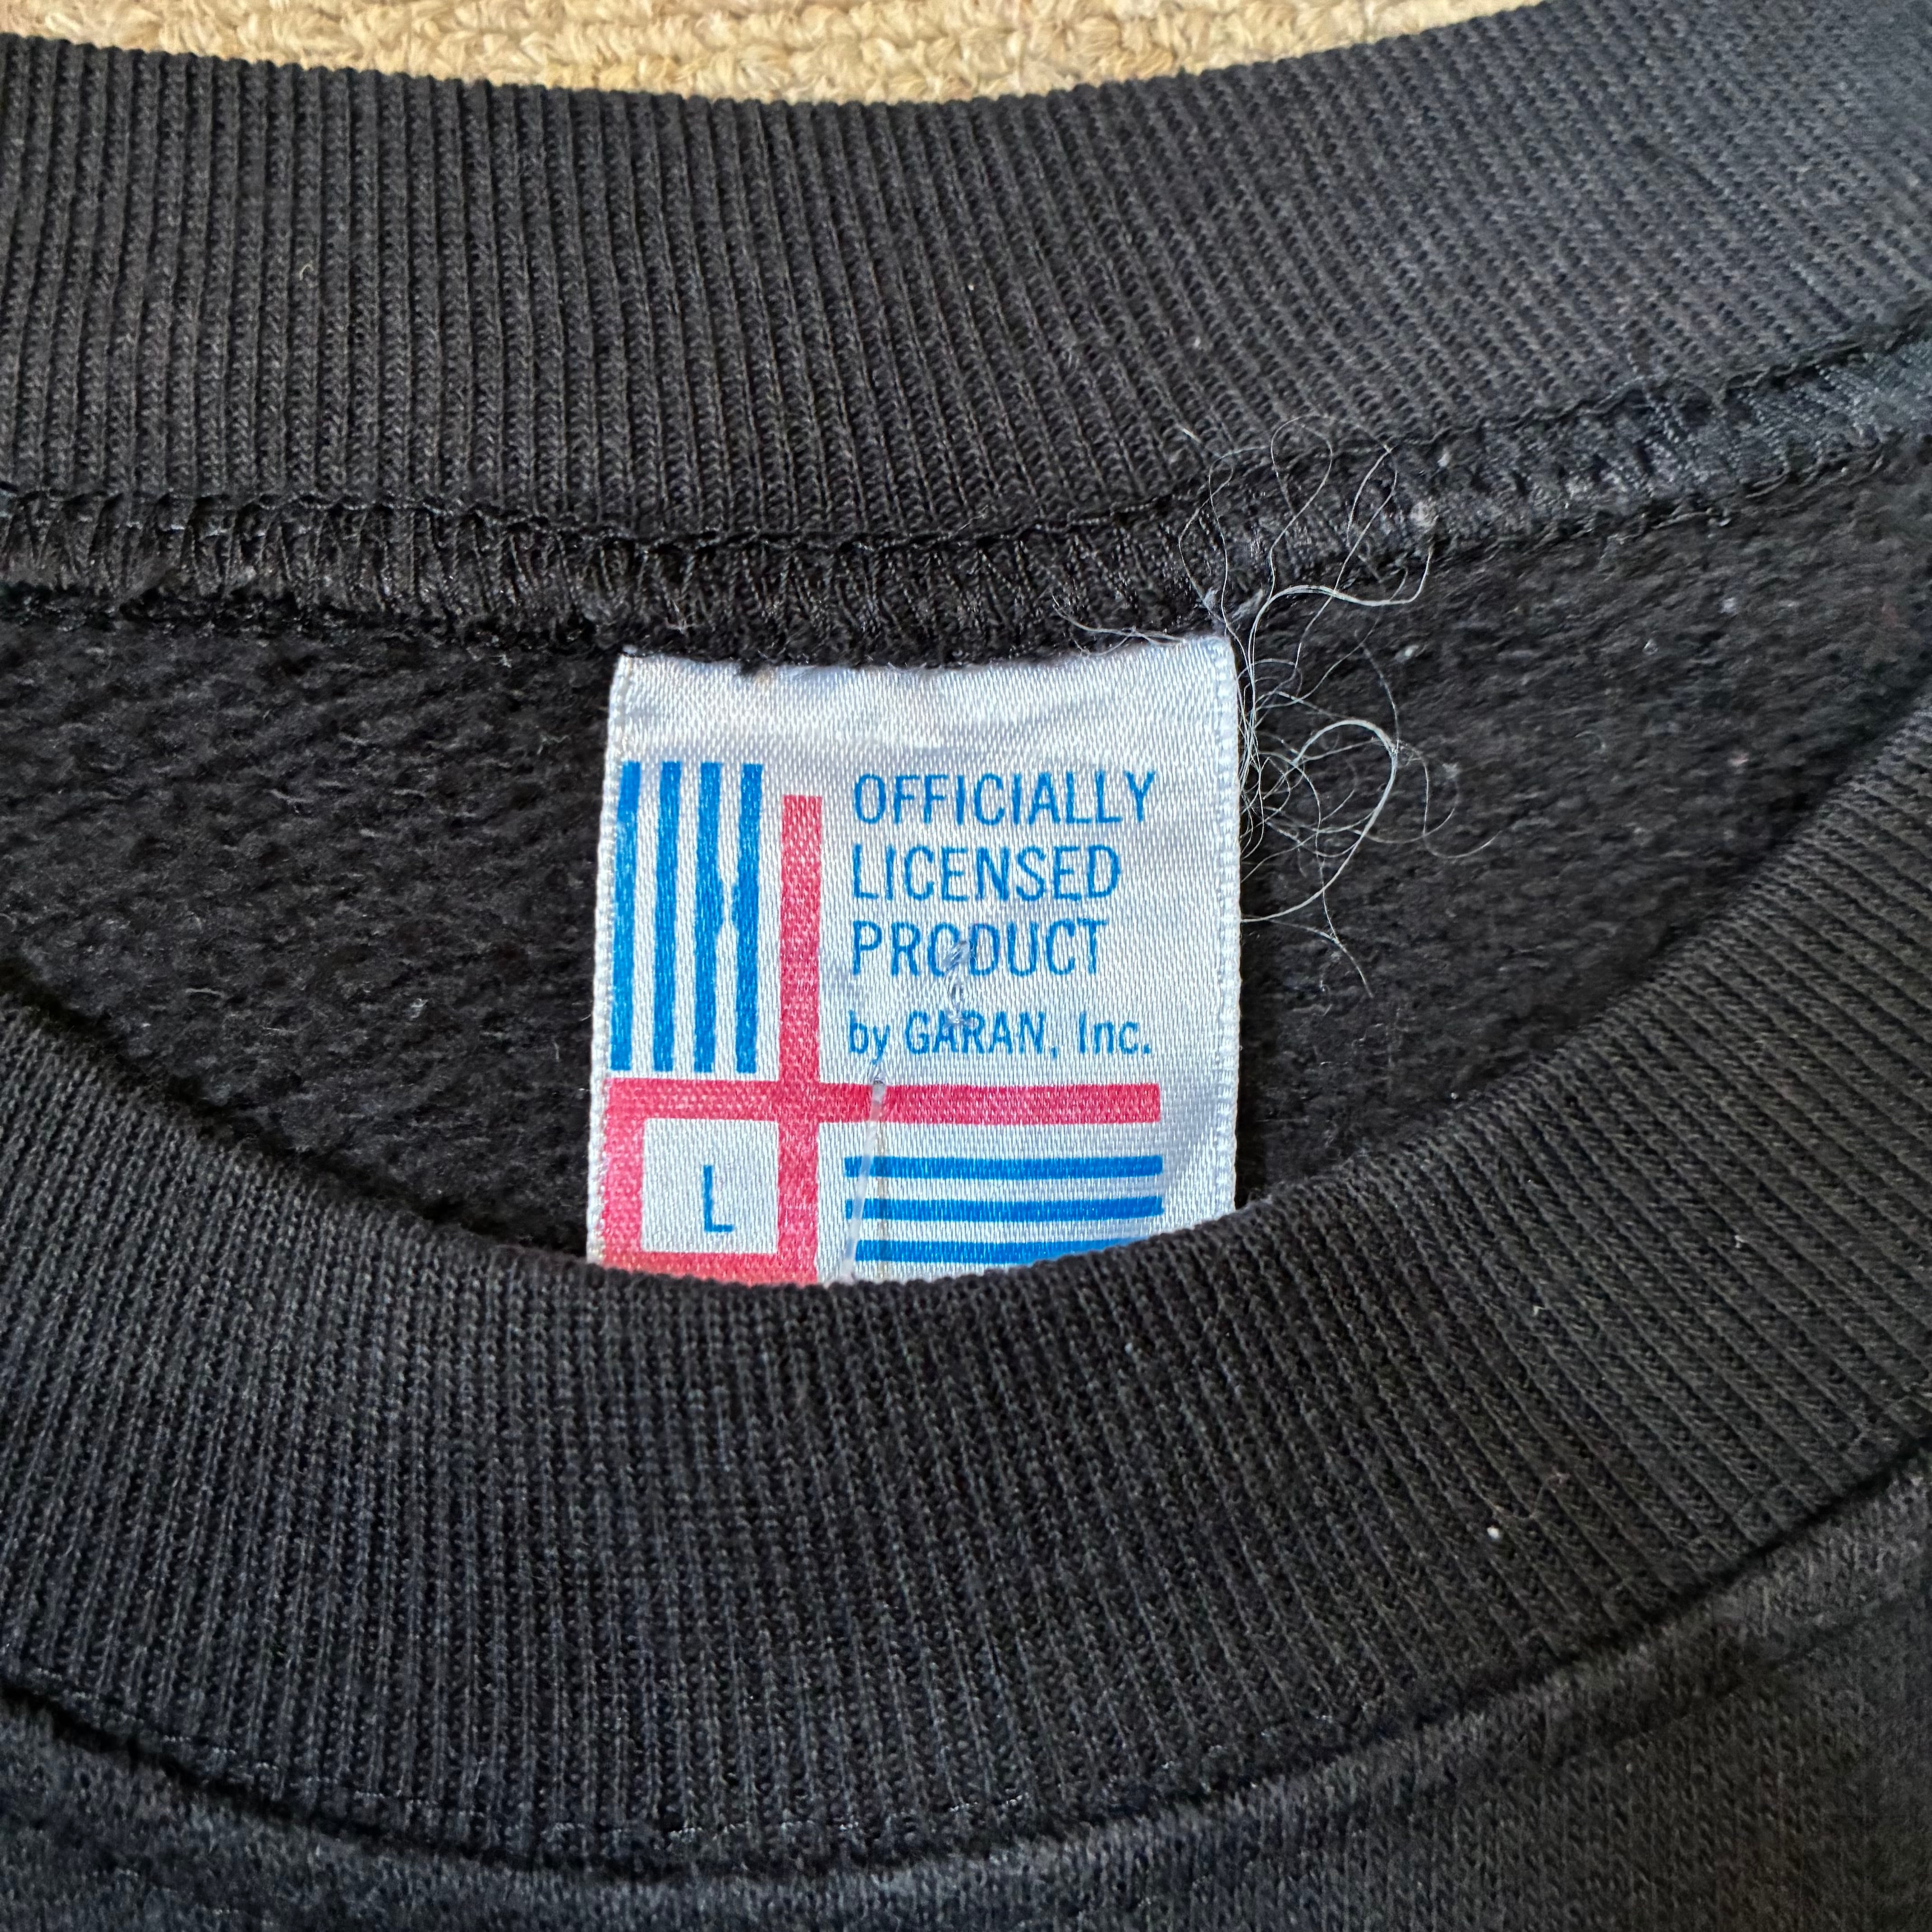 OFFICIALLY
LICENSED
PRODUCT
by GARAN, Inc.
L